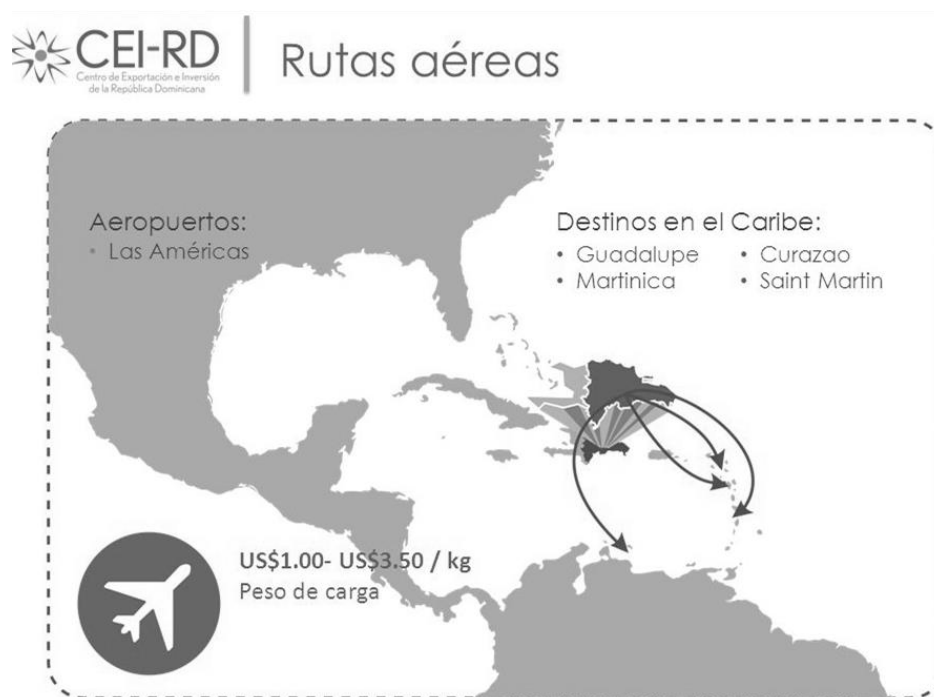 CEI-RD
Centro de Exportación e Inversión
de la República Dominicana
Rutas aéreas
Aeropuertos:
• Las Américas
Destinos en el Caribe:
• Guadalupe
• Martinica
• Curazao
• Saint Martin
US$1.00- US$3.50 / kg
Peso de carga